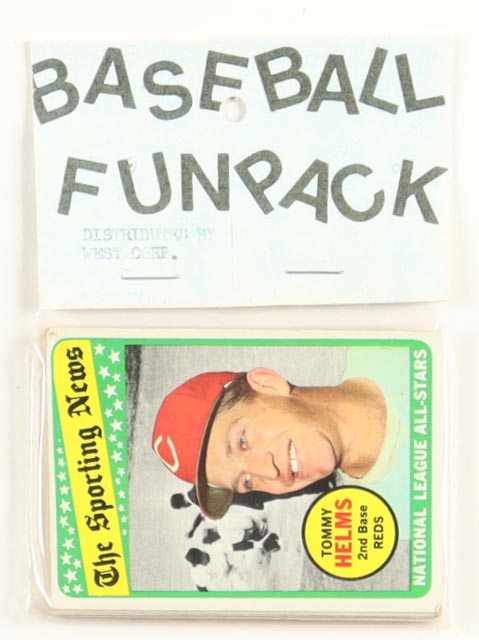 BASEBALL
FUNPACK
DISTRIBUTED BY
WEST CORP.
The Sporting News
C
TOMMY
HELMS
2nd Base
REDS
NATIONAL LEAGUE ALL-STARS